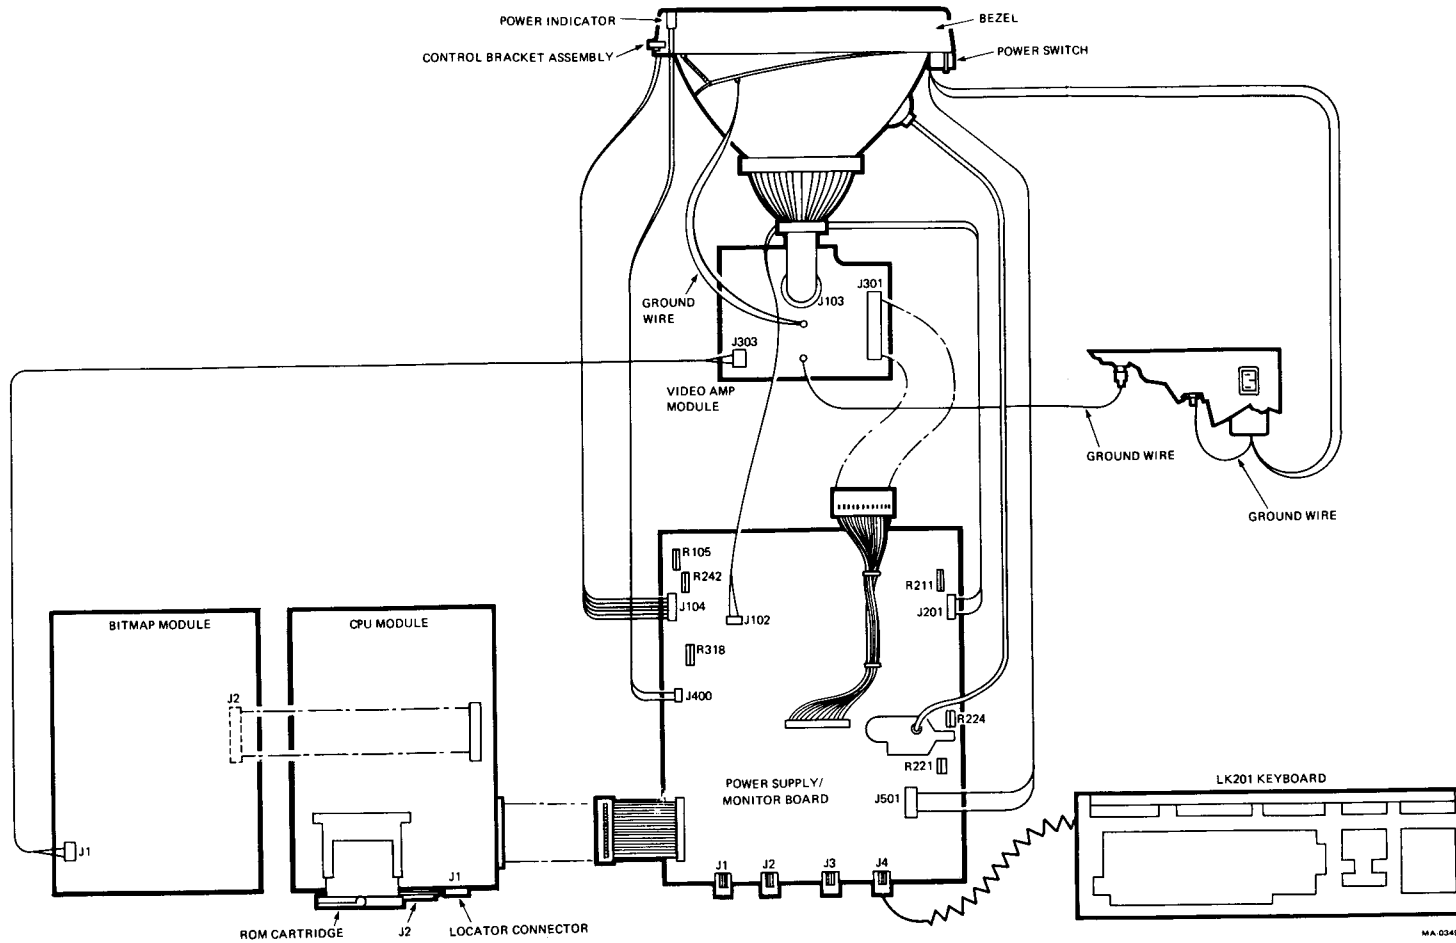 POWER INDICATOR
BEZEL
CONTROL BRACKET ASSEMBLY
POWER SWITCH
GROUND
WIRE
J103
J301
J303
VIDEO AMP
MODULE
GROUND WIRE
GROUND WIRE
R105
R242
R211
J104
J102
J201
R318
J400
R224
R221
POWER SUPPLY/
MONITOR BOARD
J501
BITMAP MODULE
CPU MODULE
J2
J1
J1
J2
ROM CARTRIDGE
LOCATOR CONNECTOR
J1
J2
J3
J4
LK201 KEYBOARD